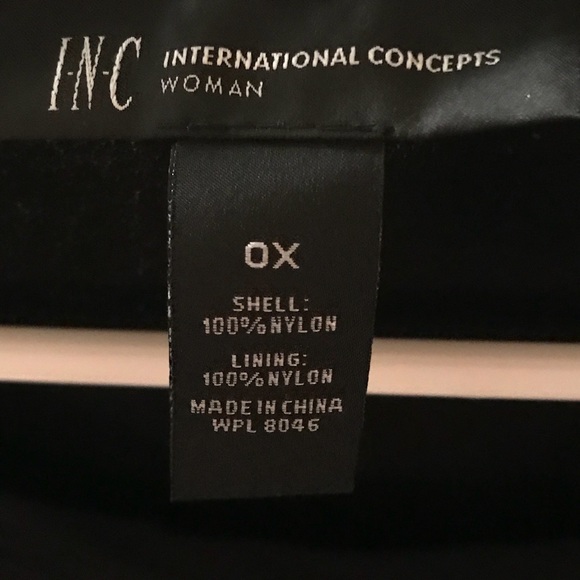 I·N·C INTERNATIONAL CONCEPTS
WOMAN
0X
SHELL:
100% NYLON
LINING:
100% NYLON
MADE IN CHINA
WPL 8046